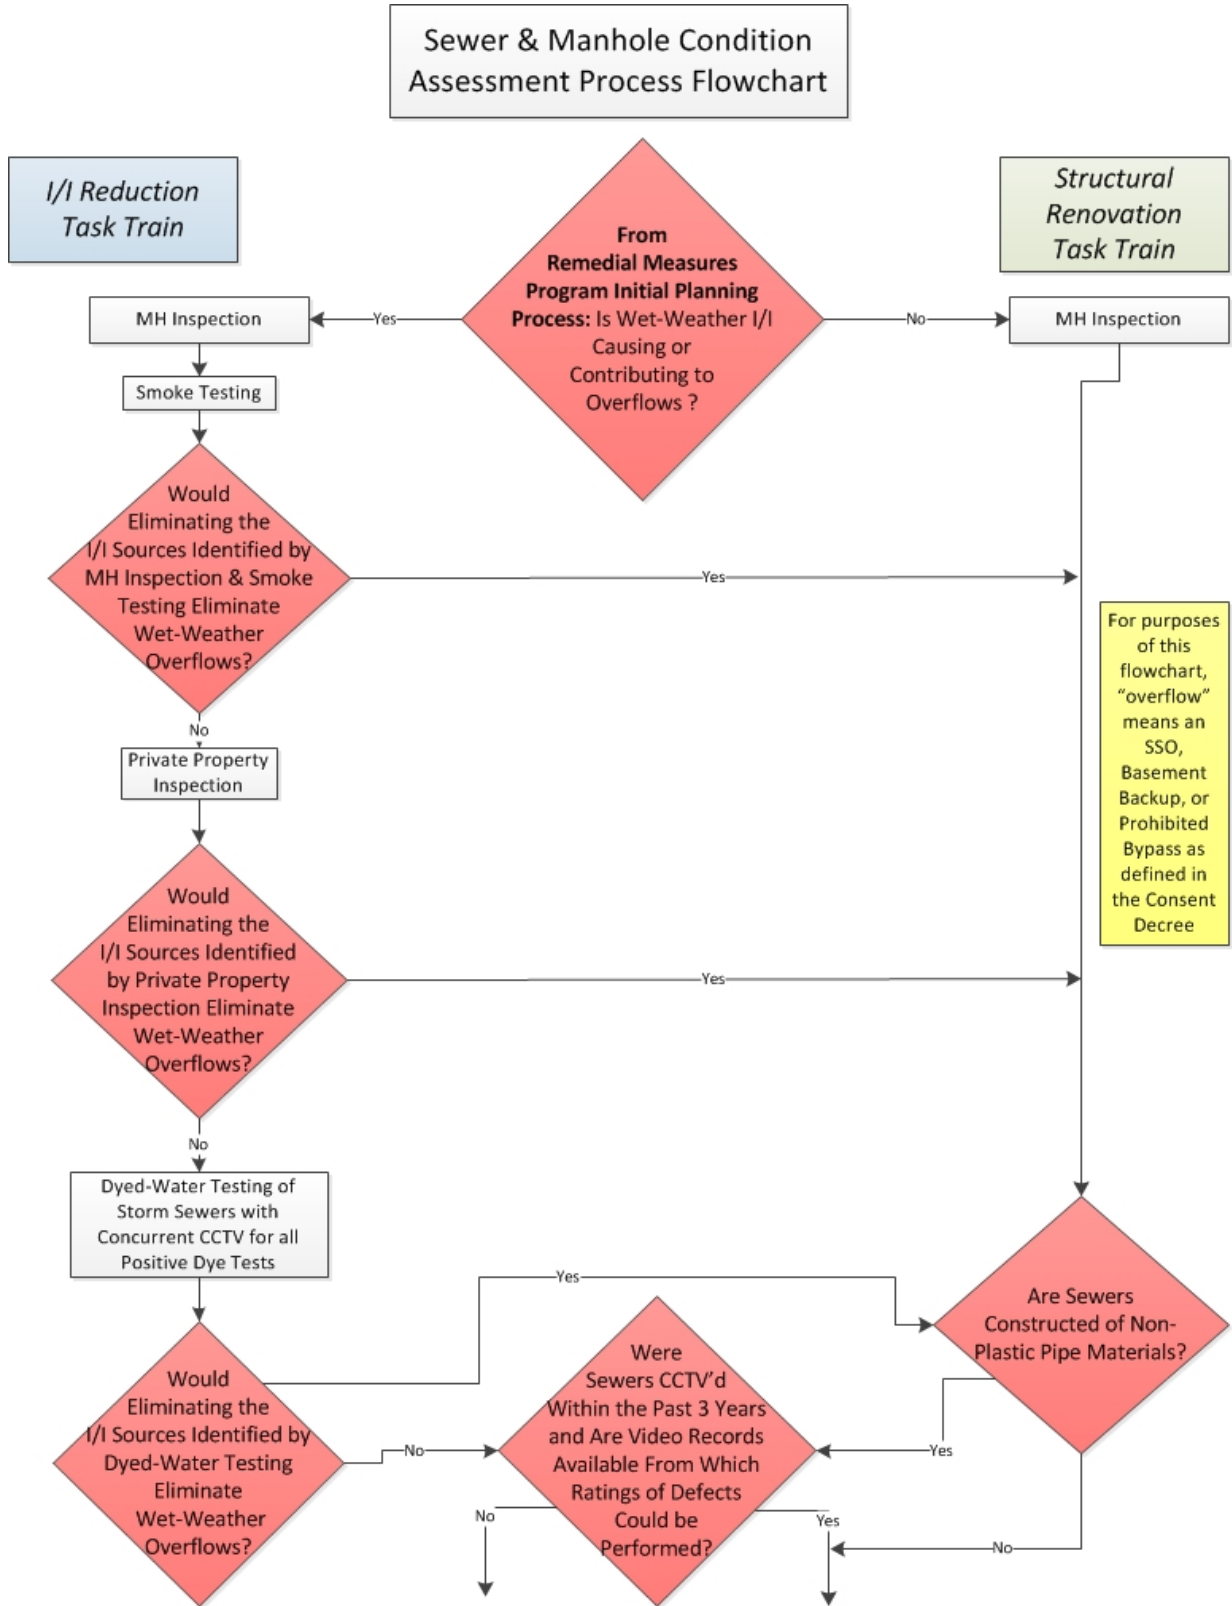 Sewer & Manhole Condition
Assessment Process Flowchart
I/I Reduction
Task Train
Structural
Renovation
Task Train
From
Remedial Measures
Program Initial Planning
Process: Is Wet-Weather I/I
Causing or
Contributing to
Overflows ?
Yes
No
MH Inspection
MH Inspection
Smoke Testing
Would
Eliminating the
I/I Sources Identified by
MH Inspection & Smoke
Testing Eliminate
Wet-Weather
Overflows?
Yes
No
For purposes
of this
flowchart,
“overflow”
means an
SSO,
Basement
Backup, or
Prohibited
Bypass as
defined in
the Consent
Decree
Private Property
Inspection
Would
Eliminating the
I/I Sources Identified
by Private Property
Inspection Eliminate
Wet-Weather
Overflows?
Yes
No
Dyed-Water Testing of
Storm Sewers with
Concurrent CCTV for all
Positive Dye Tests
Would
Eliminating the
I/I Sources Identified by
Dyed-Water Testing
Eliminate
Wet-Weather
Overflows?
Yes
No
Are Sewers
Constructed of Non-
Plastic Pipe Materials?
Yes
No
Were
Sewers CCTV’d
Within the Past 3 Years
and Are Video Records
Available From Which
Ratings of Defects
Could be
Performed?
No
Yes